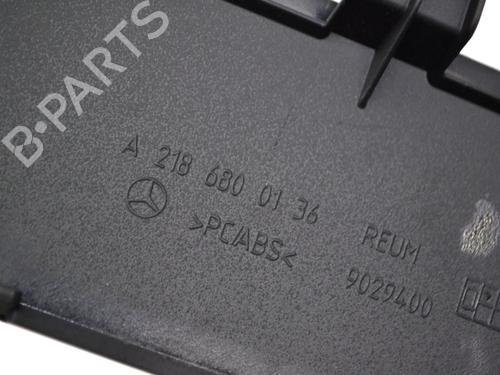 B-PARTS
A 218 680 01 36
>PC/ABS<
REUM
9029400